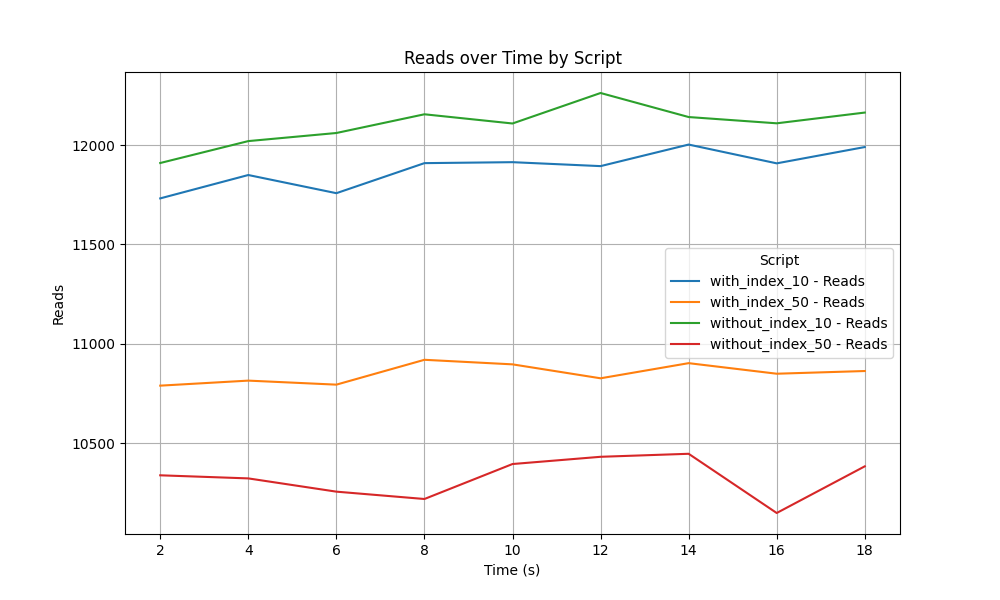 Reads over Time by Script
12000
11500
11000
10500
Reads
Script
with_index_10 - Reads
with_index_50 - Reads
without_index_10 - Reads
without_index_50 - Reads
2 4 6 8 10 12 14 16 18
Time (s)